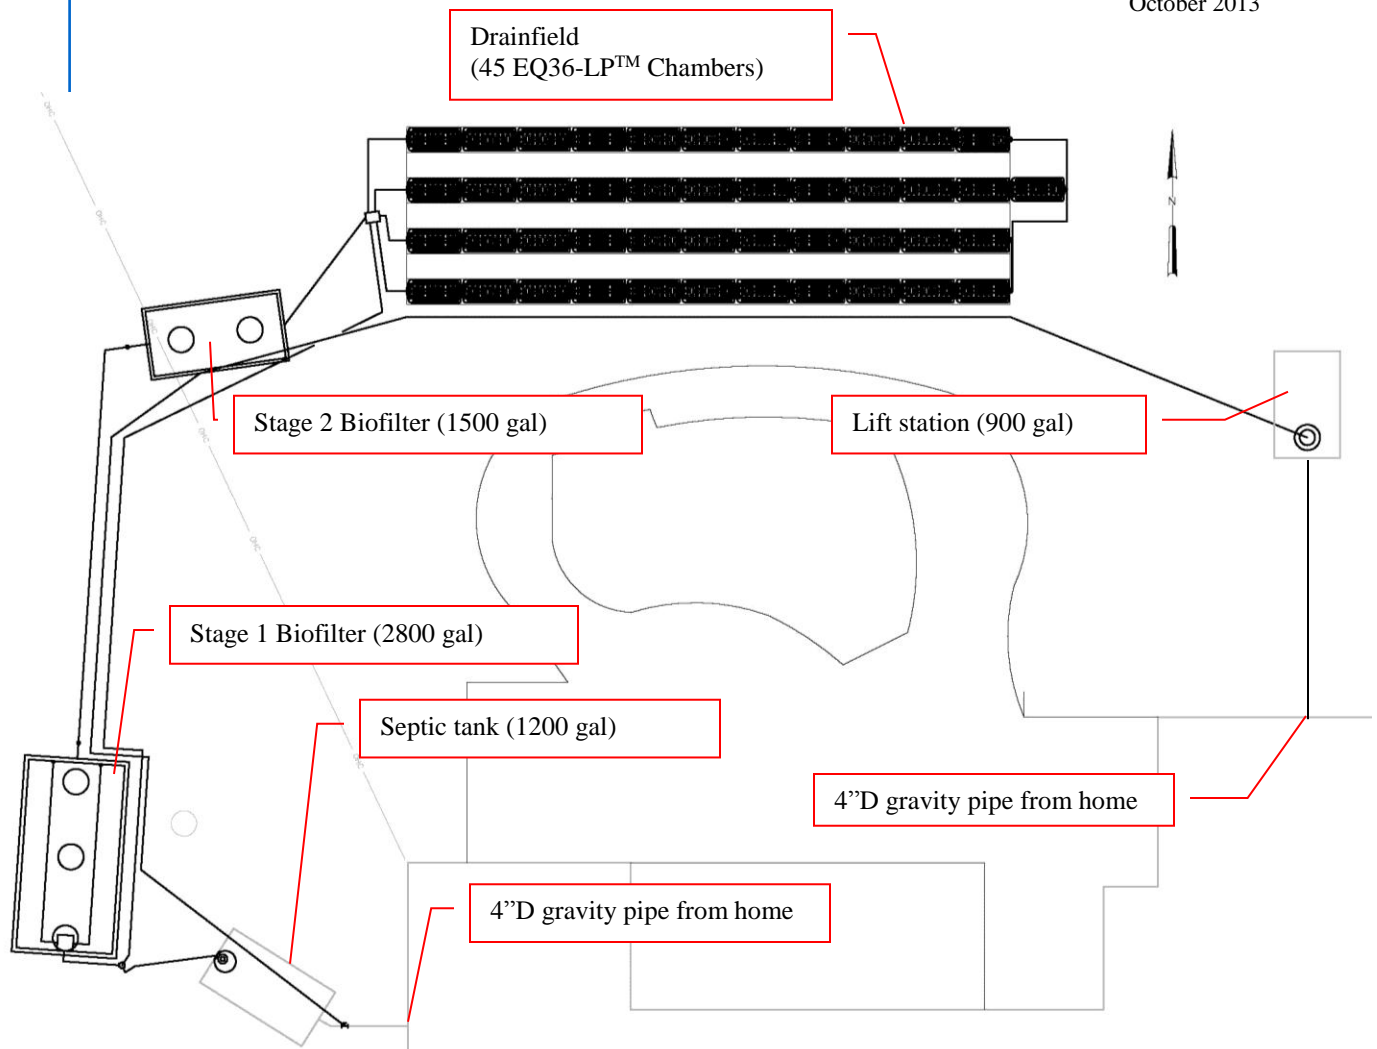 October 2013
Drainfield
(45 EQ36-LP™ Chambers)
N
Stage 2 Biofilter (1500 gal)
Lift station (900 gal)
Stage 1 Biofilter (2800 gal)
Septic tank (1200 gal)
4”D gravity pipe from home
4”D gravity pipe from home